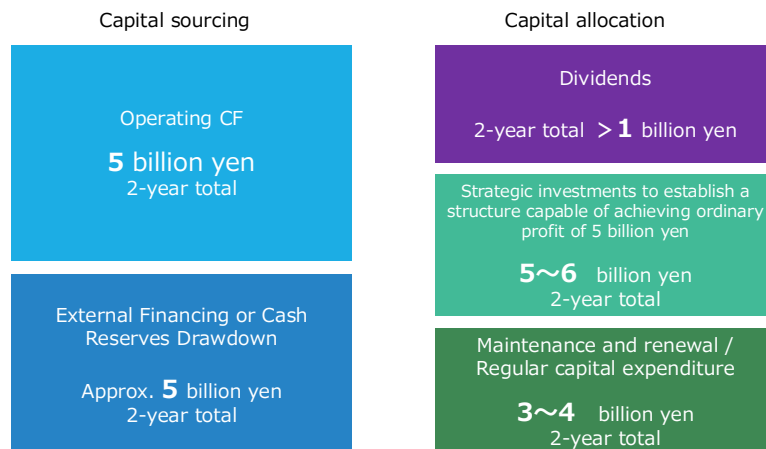 Capital sourcing
Operating CF
5 billion yen
2-year total
External Financing or Cash
Reserves Drawdown
Approx. 5 billion yen
2-year total
Capital allocation
Dividends
2-year total ＞1 billion yen
Strategic investments to establish a
structure capable of achieving ordinary
profit of 5 billion yen
5～6 billion yen
2-year total
Maintenance and renewal /
Regular capital expenditure
3～4 billion yen
2-year total